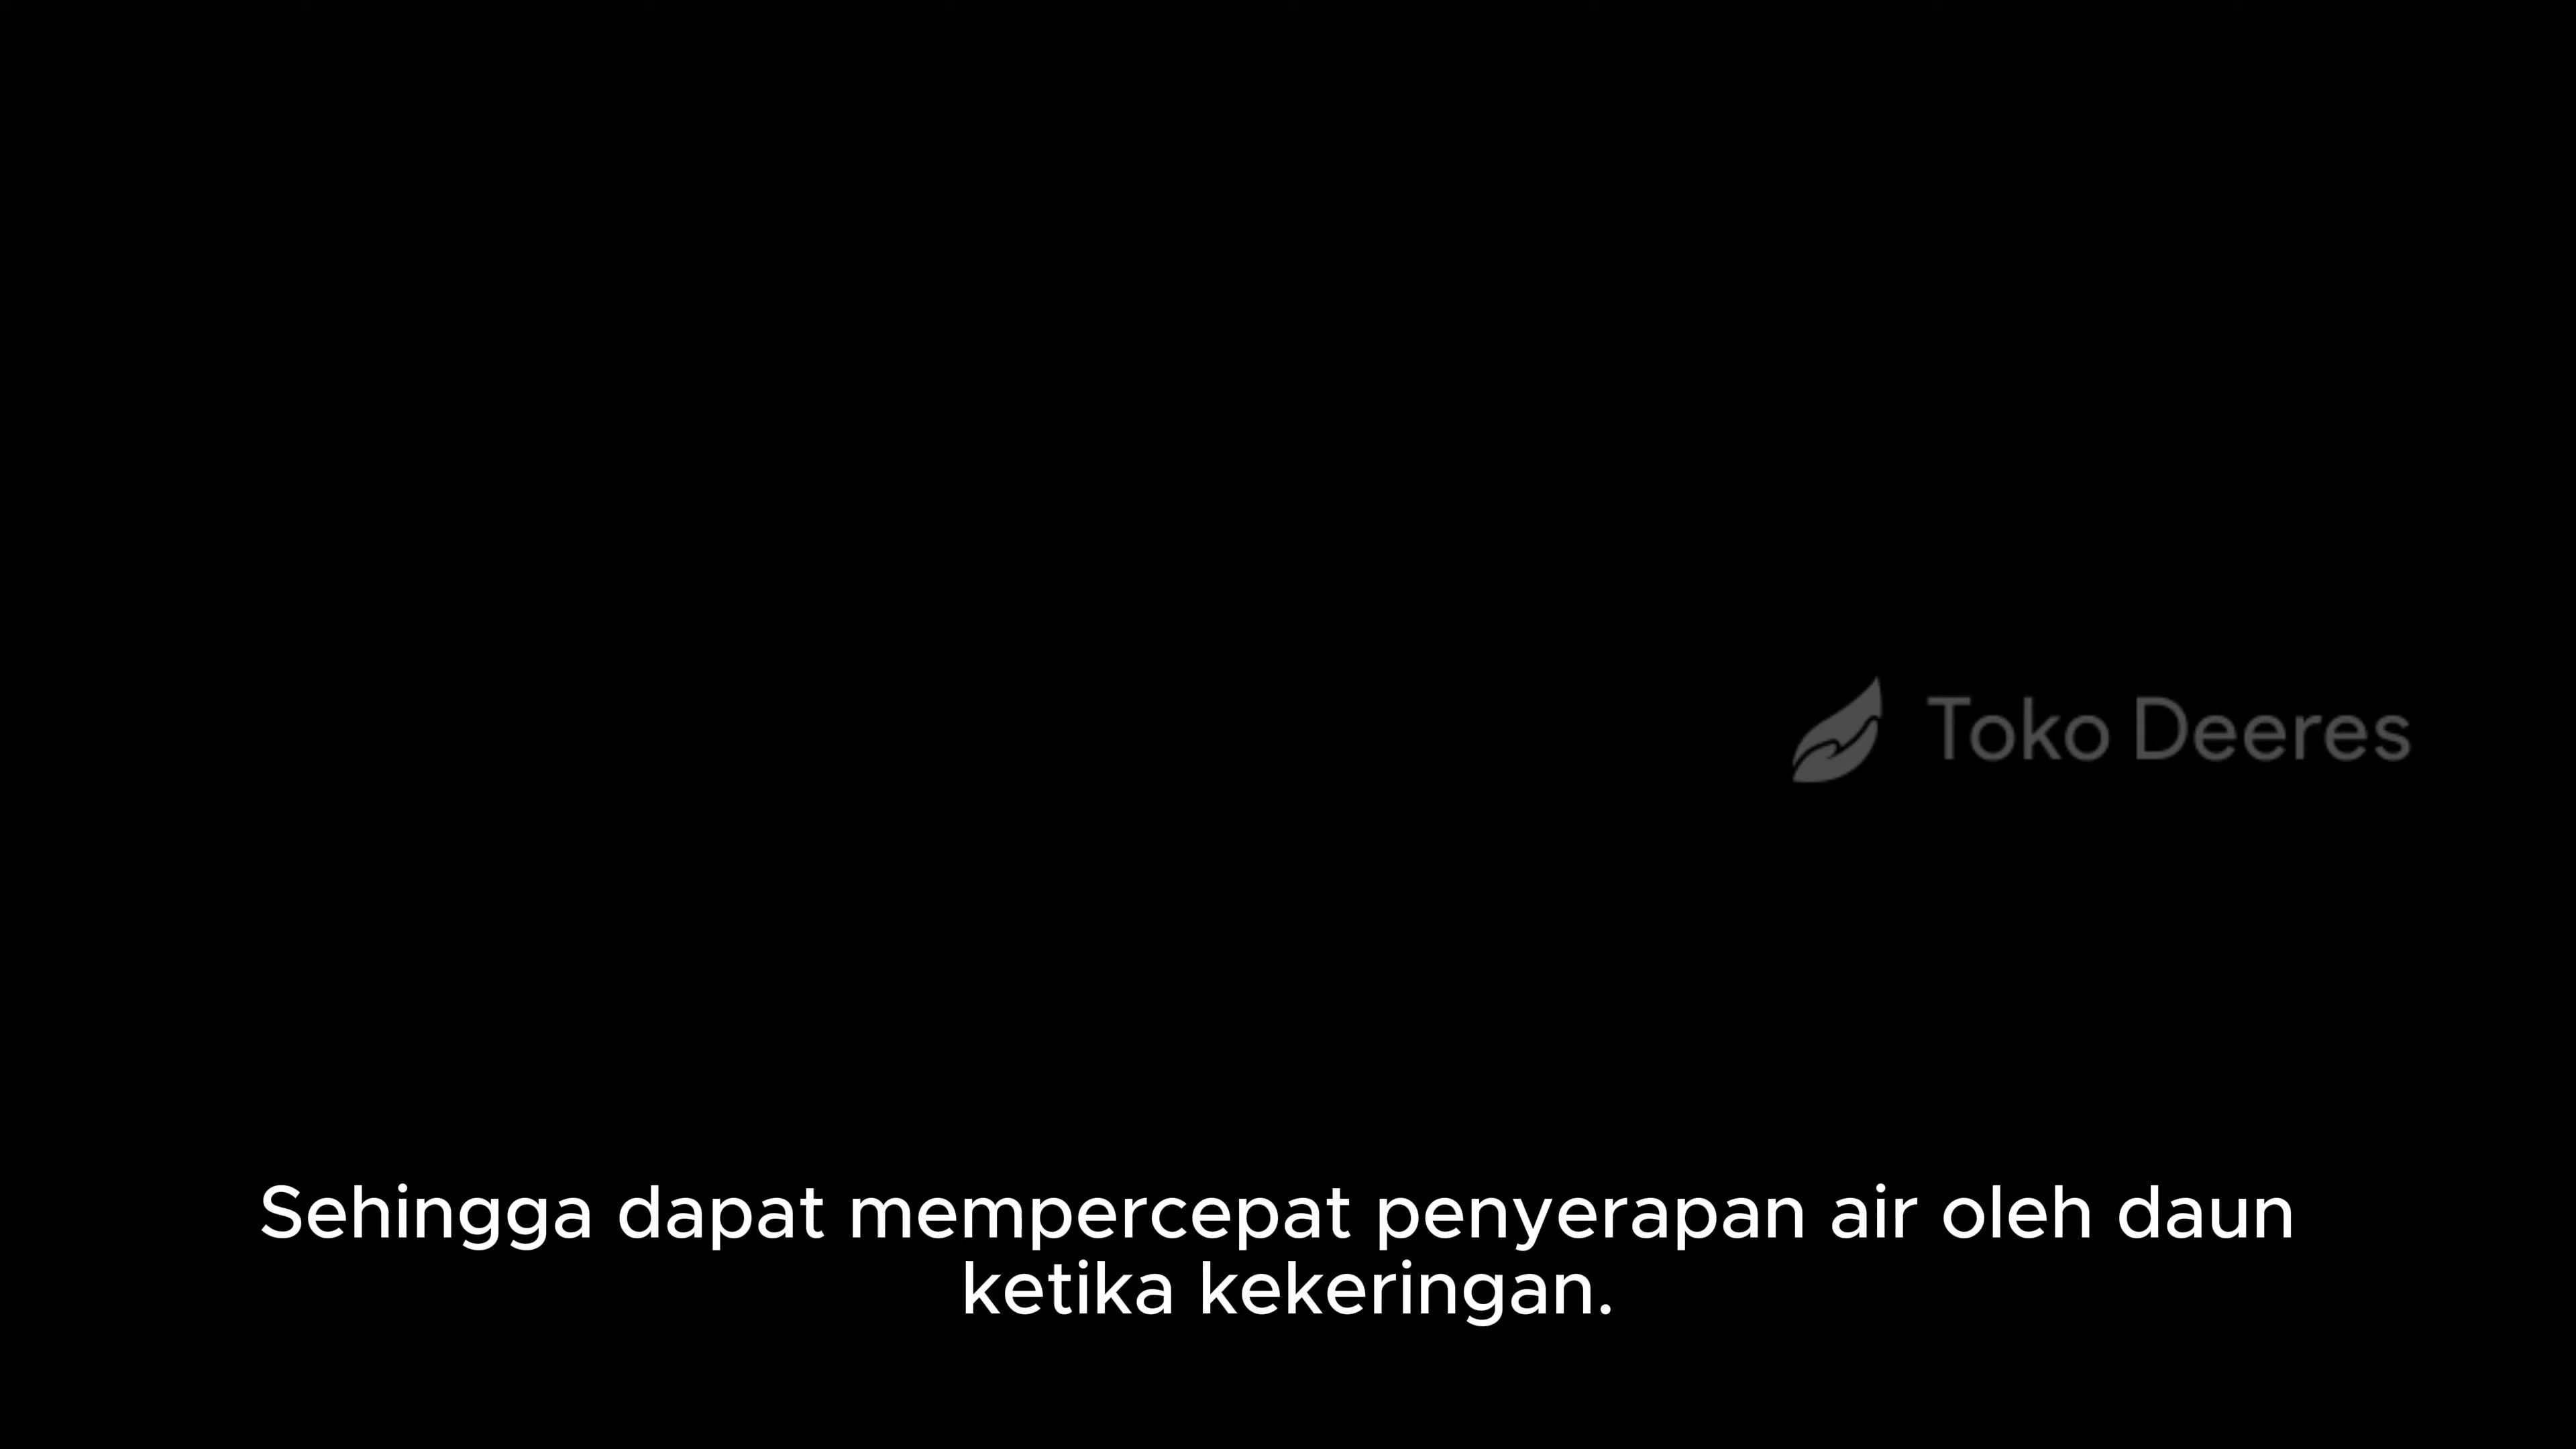 Toko Deeres
Sehingga dapat mempercepat penyerapan air oleh daun
ketika kekeringan.